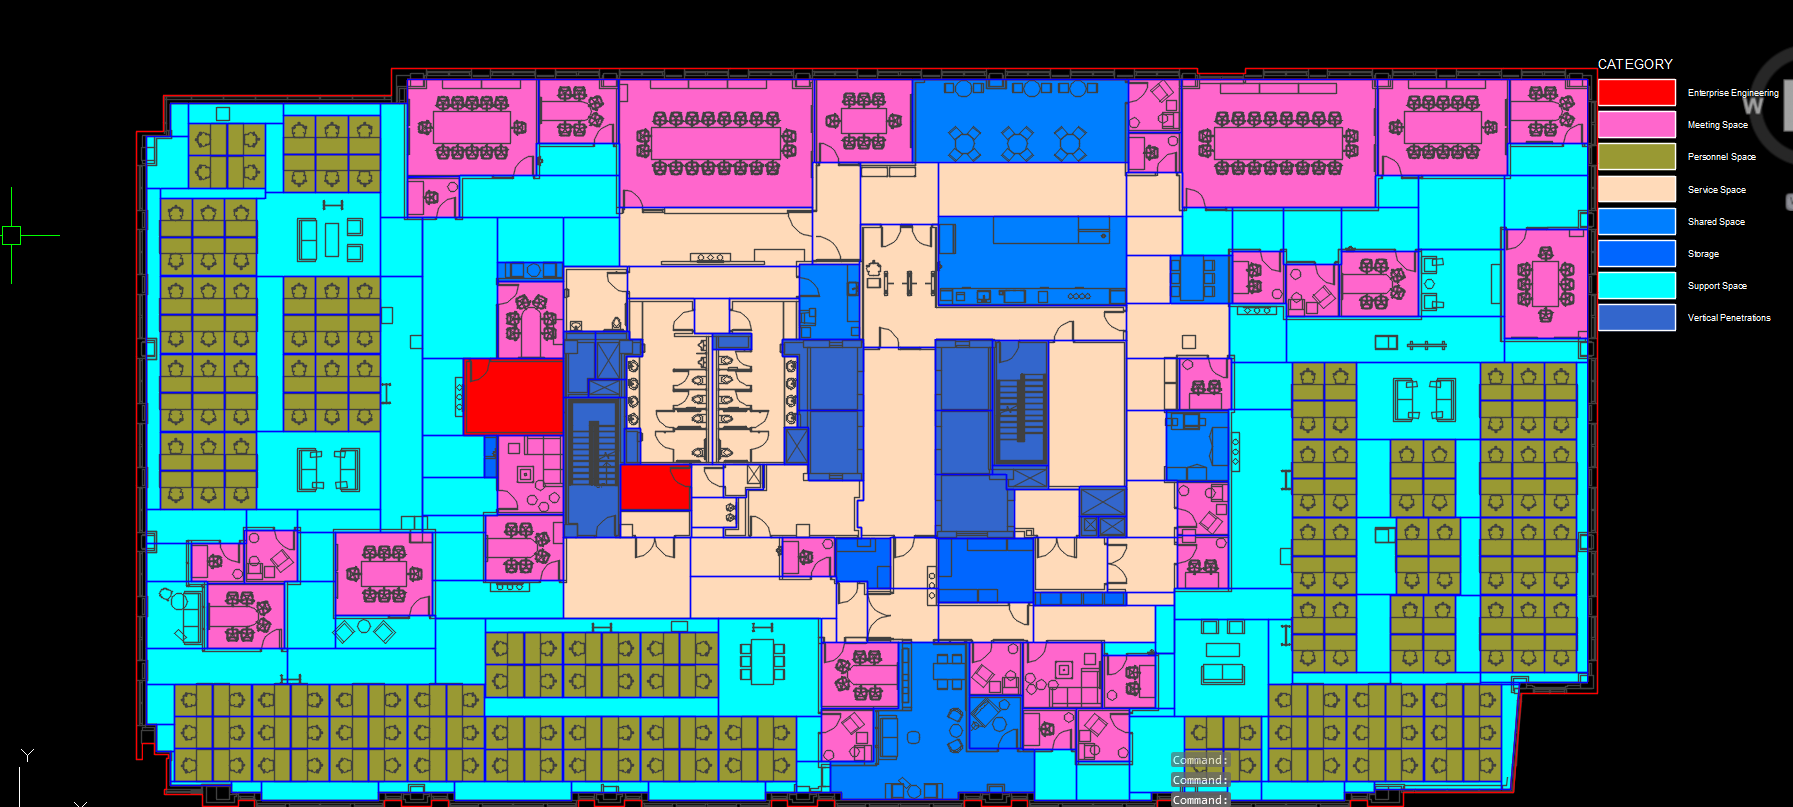 CATEGORY
Enterprise Engineering
W
Meeting Space
Personnel Space
Service Space
Shared Space
Storage
Support Space
Vertical Penetrations
Command:
Y
Command:
Command: